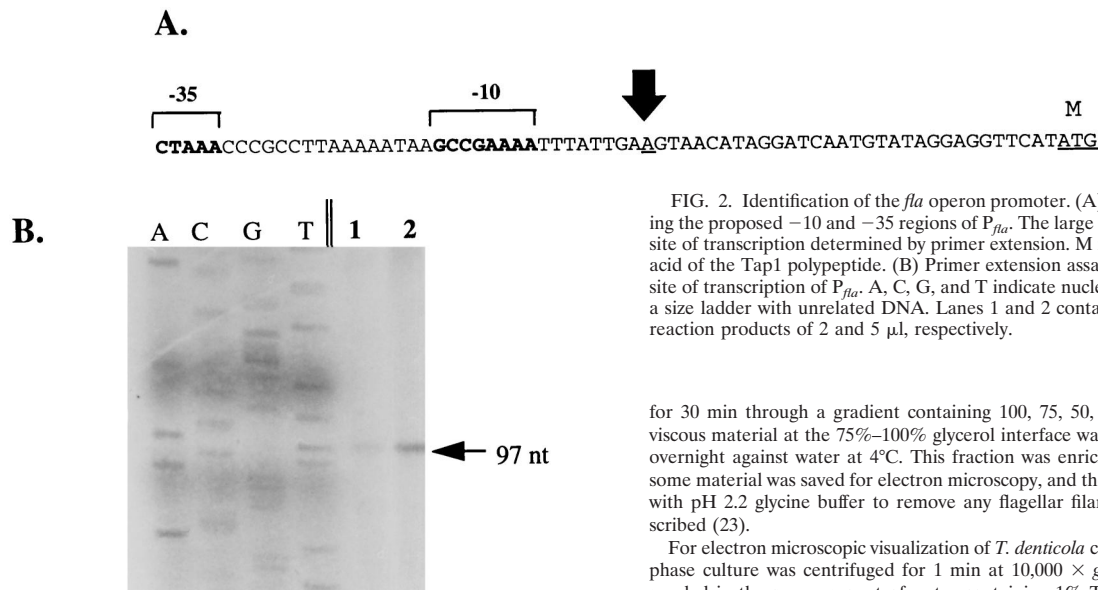 A.
-35 -10 M
CTAAACCCGCCTTAAAAATAAGCCGAAAATTTATTGAAGTAACATAGGATCAATGTATAGGAGGTTCATATG
B.
A C G T 1 2
97 nt
FIG. 2. Identification of the fla operon promoter. (A)
ing the proposed −10 and −35 regions of Pfla. The large
site of transcription determined by primer extension. M
acid of the Tap1 polypeptide. (B) Primer extension assa
site of transcription of Pfla. A, C, G, and T indicate nucle
a size ladder with unrelated DNA. Lanes 1 and 2 conta
reaction products of 2 and 5 μl, respectively.
for 30 min through a gradient containing 100, 75, 50,
viscous material at the 75%–100% glycerol interface wa
overnight against water at 4°C. This fraction was enric
some material was saved for electron microscopy, and th
with pH 2.2 glycine buffer to remove any flagellar filar
scribed (23).
For electron microscopic visualization of T. denticola c
phase culture was centrifuged for 1 min at 10,000 × g